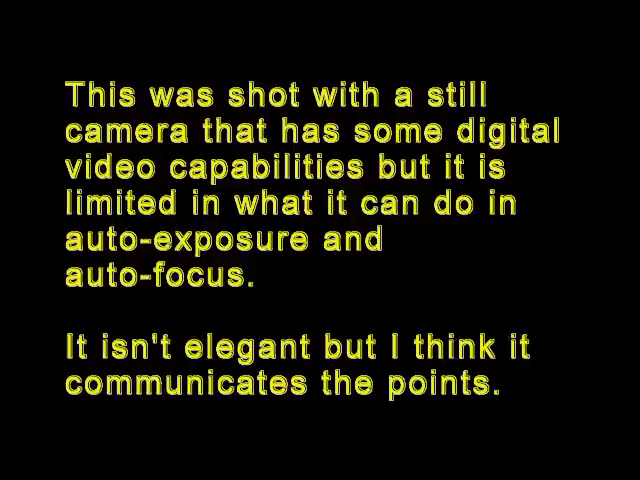 This was shot with a still
camera that has some digital
video capabilities but it is
limited in what it can do in
auto-exposure and
auto-focus.
It isn't elegant but I think it
communicates the points.